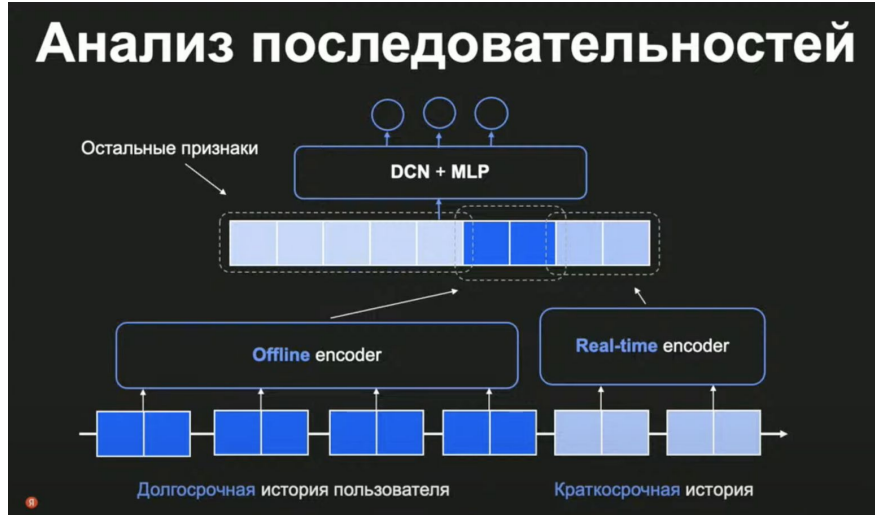 Анализ последовательностей
Остальные признаки
DCN + MLP
Offline encoder
Real-time encoder
Долгосрочная история пользователя
Краткосрочная история
Я